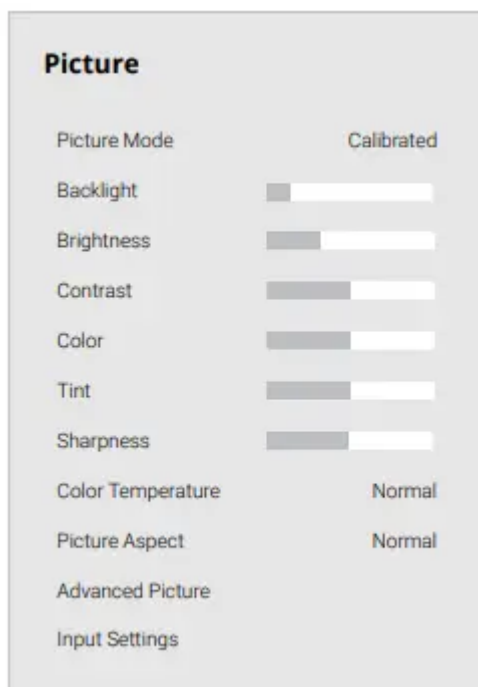 Picture
Picture Mode Calibrated
Backlight
Brightness
Contrast
Color
Tint
Sharpness
Color Temperature Normal
Picture Aspect Normal
Advanced Picture
Input Settings